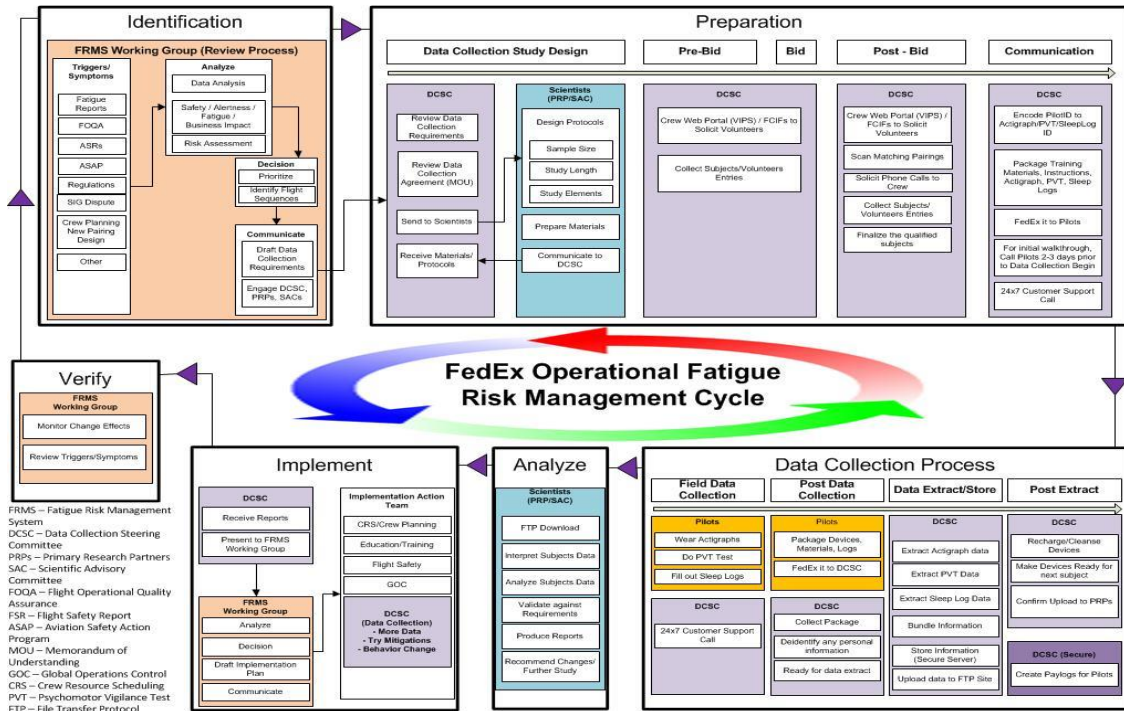 Identification
FRMS Working Group (Review Process)
Triggers/
Symptoms
Fatigue
Reports
FOQA
ASRs
ASAP
Regulations
SIG Dispute
Crew Planning
New Pairing
Design
Other
Analyze
Data Analysis
Safety / Alertness /
Fatigue /
Business Impact
Risk Assessment
Decision
Prioritize
Identify Flight
Sequences
Communicate
Draft Data
Collection
Requirements
Engage DCSC,
PRPs, SACs
Preparation
Data Collection Study Design
Pre-Bid
Bid
Post - Bid
Communication
DCSC
Review Data
Collection
Requirements
Review Data
Collection
Agreement (MOU)
Send to Scientists
Receive Materials/
Protocols
Scientists
(PRP/SAC)
Design Protocols
Sample Size
Study Length
Study Elements
Prepare Materials
Communicate to
DCSC
DCSC
Crew Web Portal (VIPS) / FCIFs to
Solicit Volunteers
Collect Subjects/Volunteers
Entries
DCSC
Crew Web Portal (VIPS) /
FCIFs to Solicit
Volunteers
Scan Matching Pairings
Solicit Phone Calls to
Crew
Collect Subjects/
Volunteers Entries
Finalize the qualified
subjects
DCSC
Encode PilotID to
Actigraph/PVT/SleepLog
ID
Package Training
Materials, Instructions,
Actigraph, PVT, Sleep
Logs
FedEx it to Pilots
For initial walkthrough,
Call Pilots 2-3 days prior
to Data Collection Begin
24x7 Customer Support
Call
FedEx Operational Fatigue
Risk Management Cycle
Verify
FRMS
Working Group
Monitor Change Effects
Review Triggers/Symptoms
FRMS – Fatigue Risk Management
System
DCSC – Data Collection Steering
Committee
PRPs – Primary Research Partners
SAC – Scientific Advisory
Committee
FOQA – Flight Operational Quality
Assurance
FSR – Flight Safety Report
ASAP – Aviation Safety Action
Program
MOU – Memorandum of
Understanding
GOC – Global Operations Control
CRS – Crew Resource Scheduling
PVT – Psychomotor Vigilance Test
FTP – File Transfer Protocol
Implement
DCSC
Receive Reports
Present to FRMS
Working Group
FRMS
Working Group
Analyze
Decision
Draft Implementation
Plan
Communicate
Implementation Action
Team
CRS/Crew Planning
Education/Training
Flight Safety
GOC
DCSC
(Data Collection)
- More Data
- Try Mitigations
- Behavior Change
Analyze
Scientists
(PRP/SAC)
FTP Download
Interpret Subjects Data
Analyze Subjects Data
Validate against
Requirements
Produce Reports
Recommend Changes/
Further Study
Data Collection Process
Field Data
Collection
Post Data
Collection
Data Extract/Store
Post Extract
Pilots
Wear Actigraphs
Do PVT Test
Fill out Sleep Logs
DCSC
24x7 Customer Support
Call
Pilots
Package Devices,
Materials, Logs
FedEx it to DCSC
DCSC
Collect Package
Deidentify any personal
information
Ready for data extract
DCSC
Extract Actigraph data
Extract PVT Data
Extract Sleep Log Data
Bundle Information
Store Information
(Secure Server)
Upload data to FTP Site
DCSC
Recharge/Cleanse
Devices
Make Devices Ready for
next subject
Confirm Upload to PRPs
DCSC (Secure)
Create Paylogs for Pilots